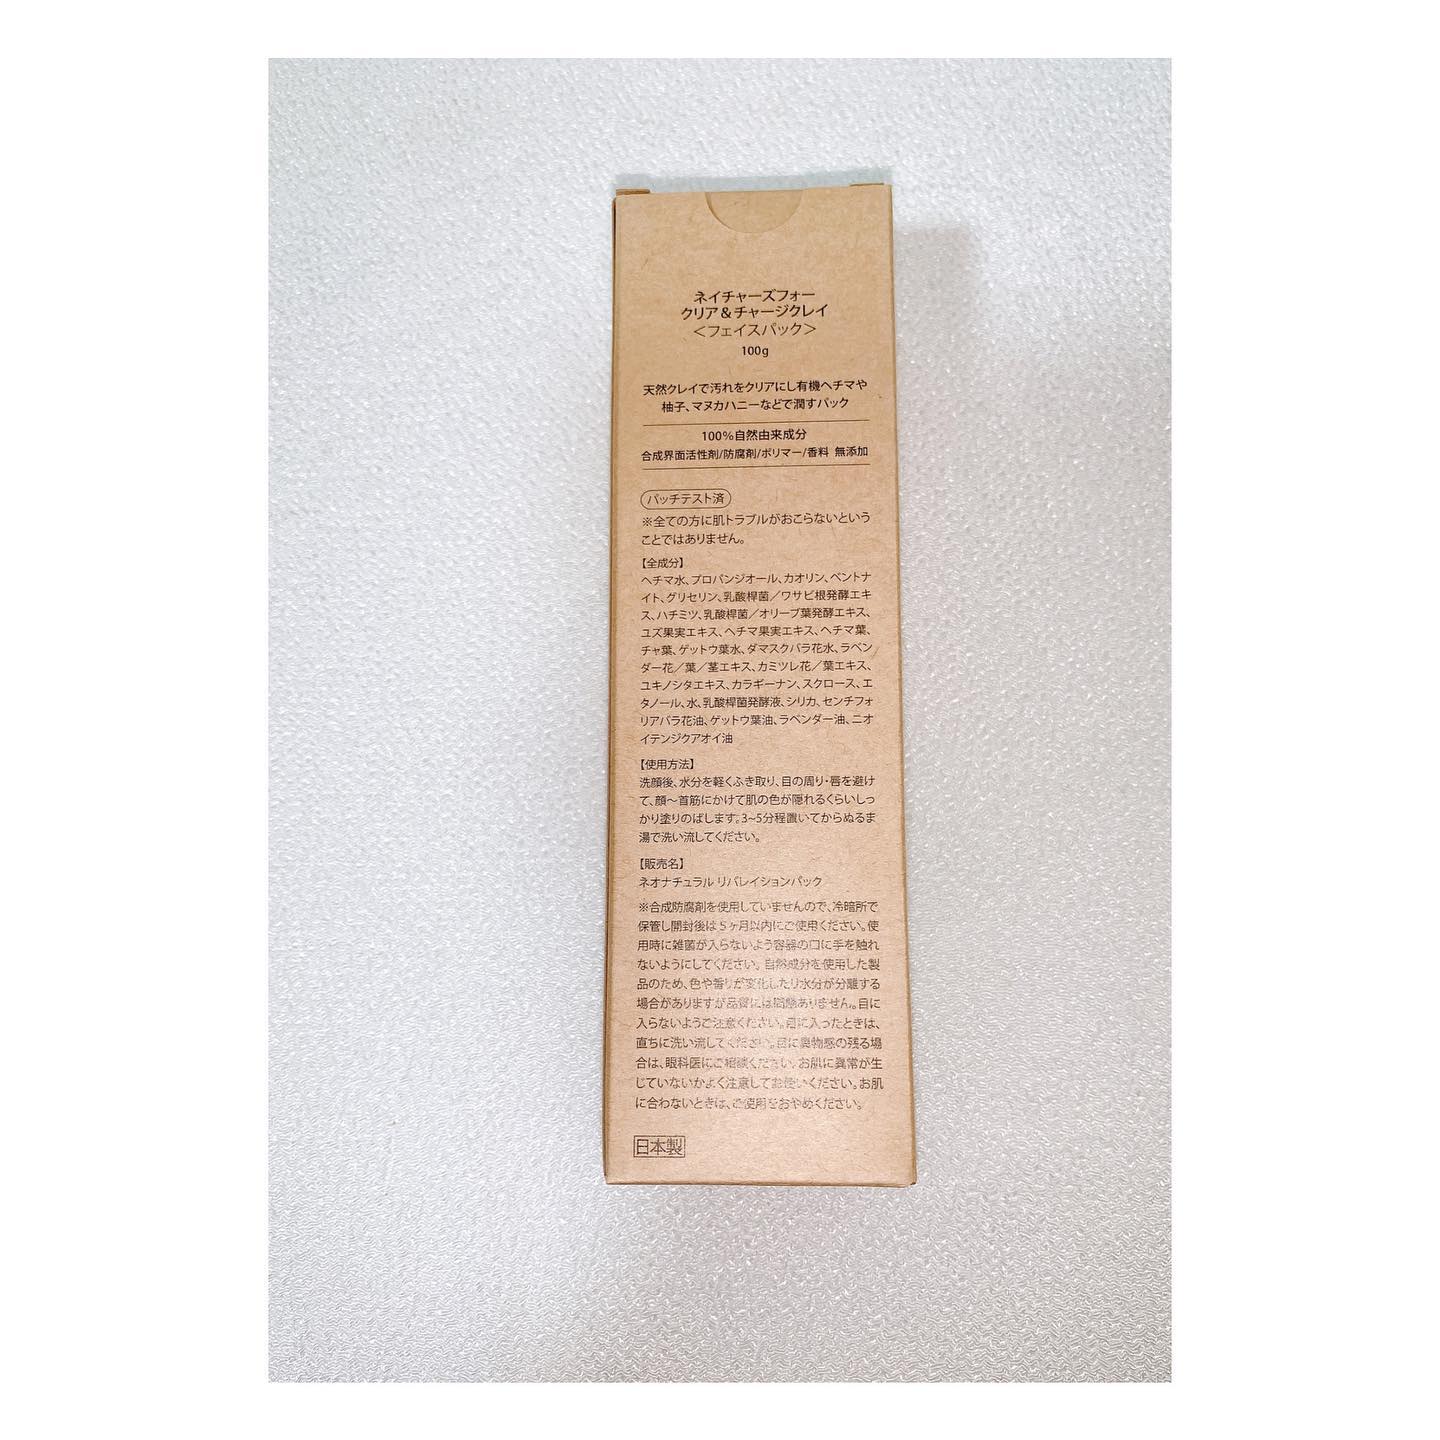 ネイチャーズフォー
クリア＆チャージクレイ
＜フェイスパック＞
100g
天然クレイで汚れをクリアにし有機ヘチマや
柚子、マヌカハニーなどで潤すパック
100%自然由来成分
合成界面活性剤/防腐剤/ポリマー/香料 無添加
パッチテスト済
※全ての方に肌トラブルがおこらないという
ことではありません。
【全成分】
ヘチマ水、プロパンジオール、カオリン、ベントナ
イト、グリセリン、乳酸桿菌／ワサビ根発酵エキ
ス、ハチミツ、乳酸桿菌／オリーブ葉発酵エキス、
ユズ果実エキス、ヘチマ果実エキス、ヘチマ葉、
チャ葉、ゲットウ葉水、ダマスクバラ花水、ラベン
ダー花／葉／茎エキス、カミツレ花／葉エキス、
ユキノシタエキス、カラギーナン、スクロース、エ
タノール、水、乳酸桿菌発酵液、シリカ、センチフォ
リアバラ花油、ゲットウ葉油、ラベンダー油、ニオ
イテンジクアオイ油
【使用方法】
洗顔後、水分を軽くふき取り、目の周り・唇を避け
て、顔〜首筋にかけて肌の色が隠れるくらいしっ
かり塗りのばします。3~5分程置いてからぬるま
湯で洗い流してください。
【販売名】
ネオナチュラル リバレイションパック
※合成防腐剤を使用していませんので、冷暗所で
保管し開封後は5ヶ月以内にご使用ください。使
用時に雑菌が入らないよう容器の口に手を触れ
ないようにしてください。自然成分を使用した製
品のため、色や香りが変化したり水分が分離する
場合がありますが品質には問題ありません。目に
入らないようご注意ください。目に入ったときは、
直ちに洗い流してください。目に異物感の残る場
合は、眼科医にご相談ください。お肌に異常が生
じていないかよく注意してお使いください。お肌
に合わないときは、ご使用をおやめください。
日本製